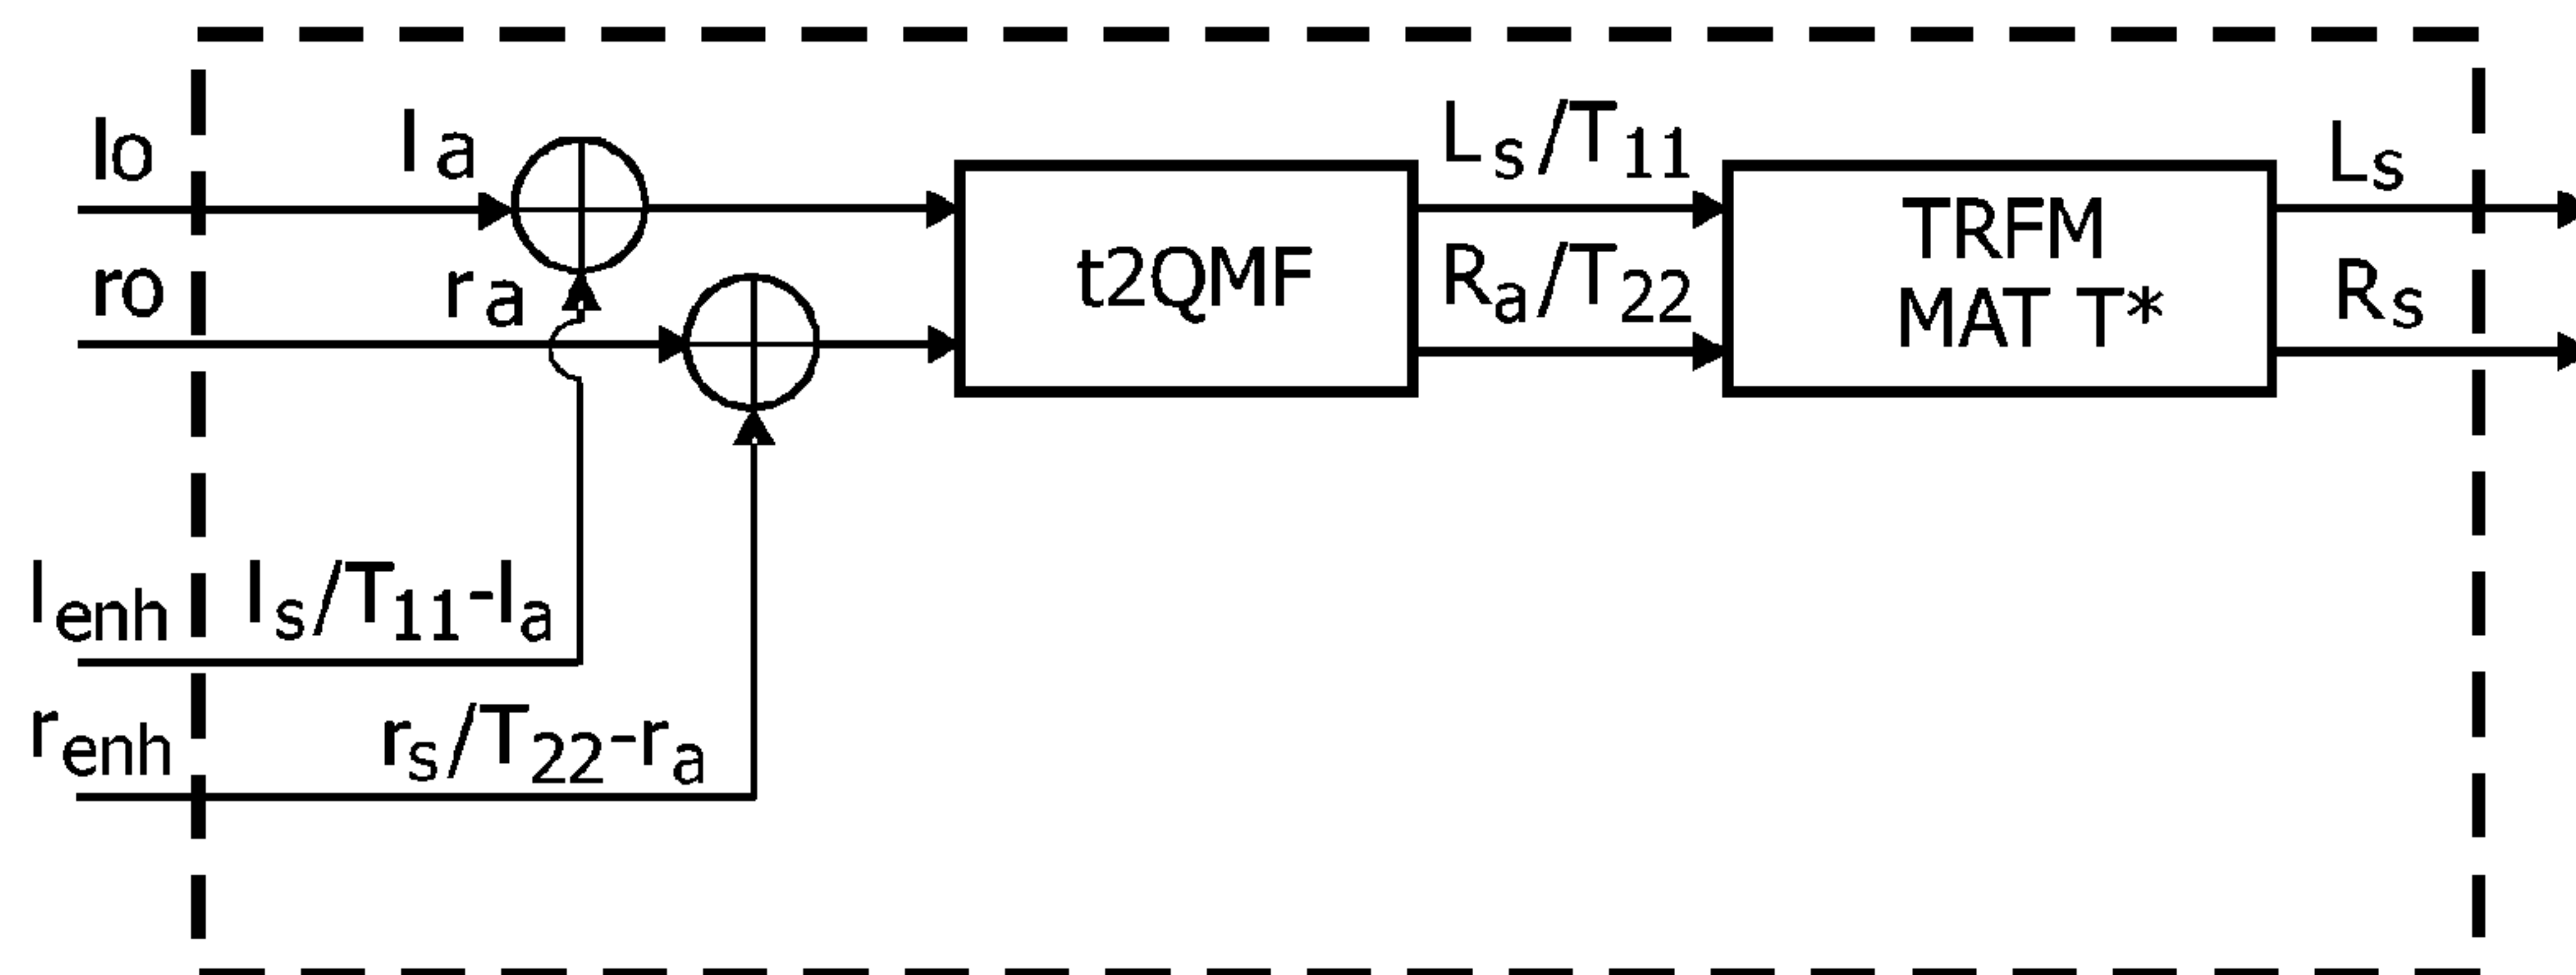 lo
la
ro
ra
lenh
ls/T11-la
renh
rs/T22-ra
t2QMF
Ls/T11
Ra/T22
TRFM
MAT T*
Ls
Rs